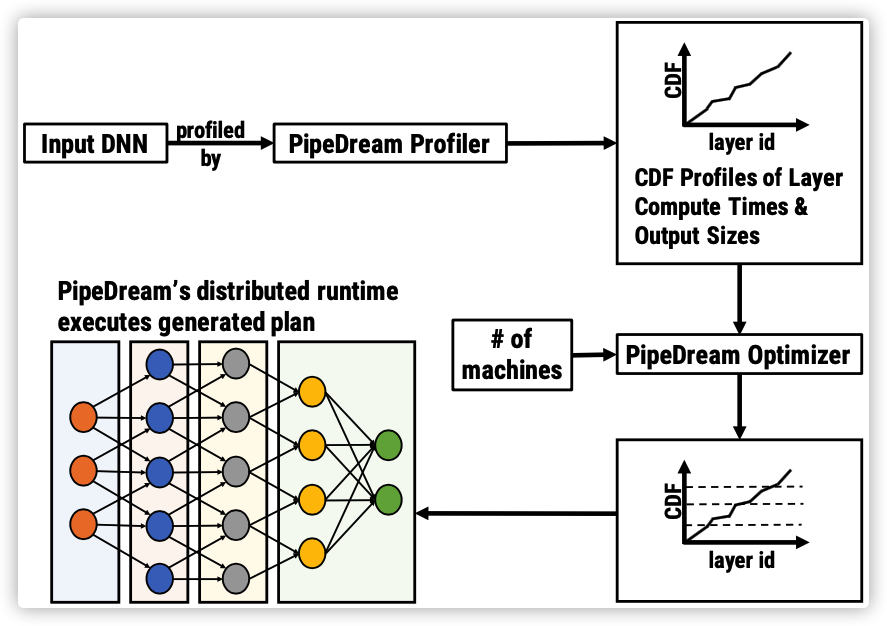 Input DNN
profiled
by
PipeDream Profiler
CDF
layer id
CDF Profiles of Layer
Compute Times &
Output Sizes
PipeDream’s distributed runtime
executes generated plan
# of
machines
PipeDream Optimizer
CDF
layer id